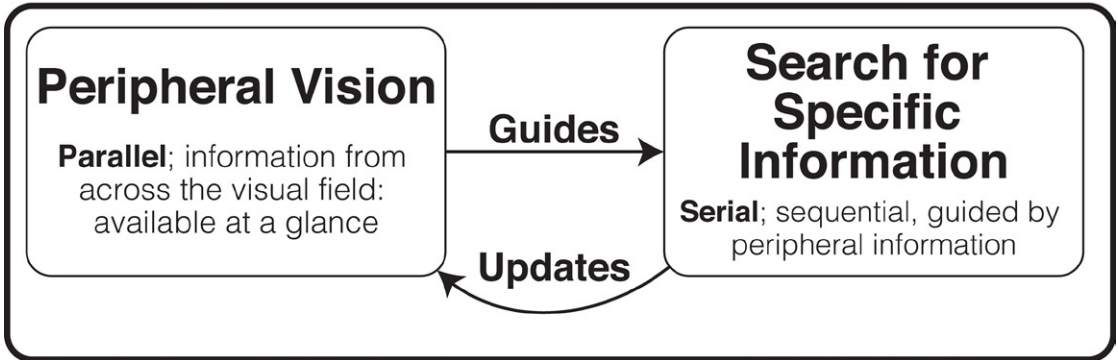 Peripheral Vision
Parallel; information from
across the visual field:
available at a glance
Guides
Updates
Search for
Specific
Information
Serial; sequential, guided by
peripheral information